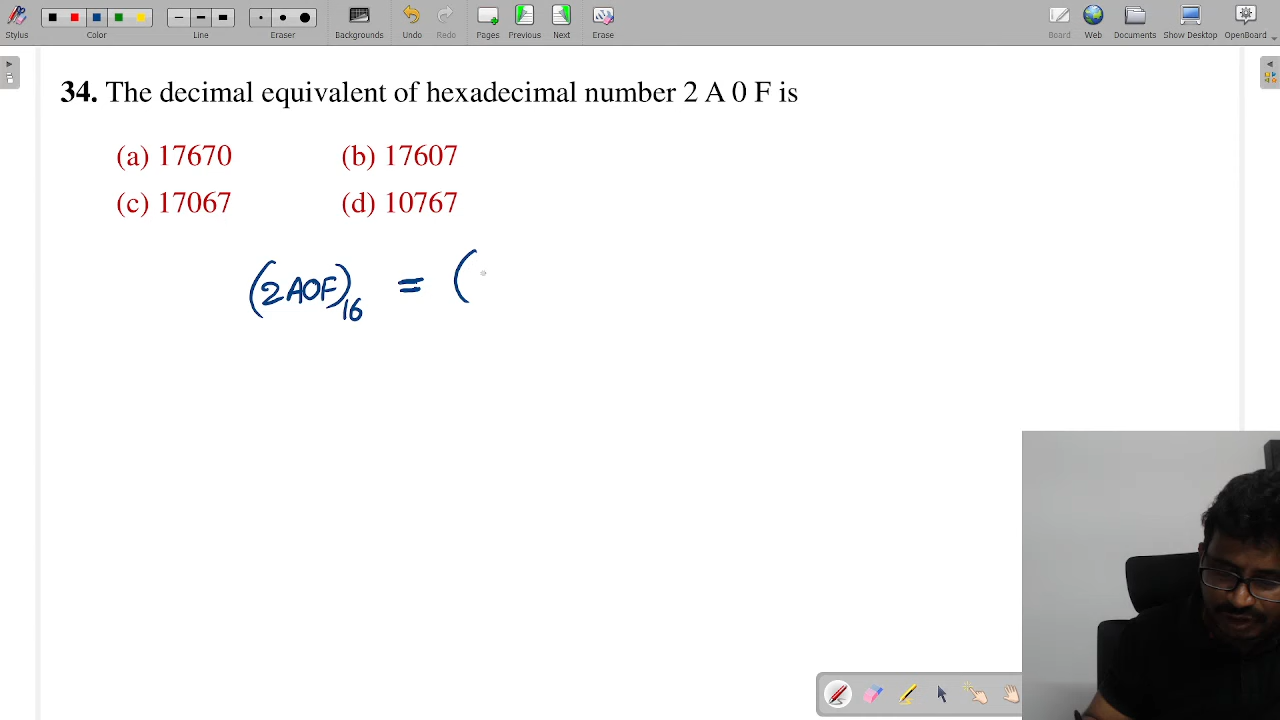 Stylus Color Line Eraser Backgrounds Undo Redo Pages Previous Next Erase Board Web Documents Show Desktop OpenBoard
34. The decimal equivalent of hexadecimal number 2 A 0 F is
(a) 17670 (b) 17607
(c) 17067 (d) 10767
(2A0F)16 = (